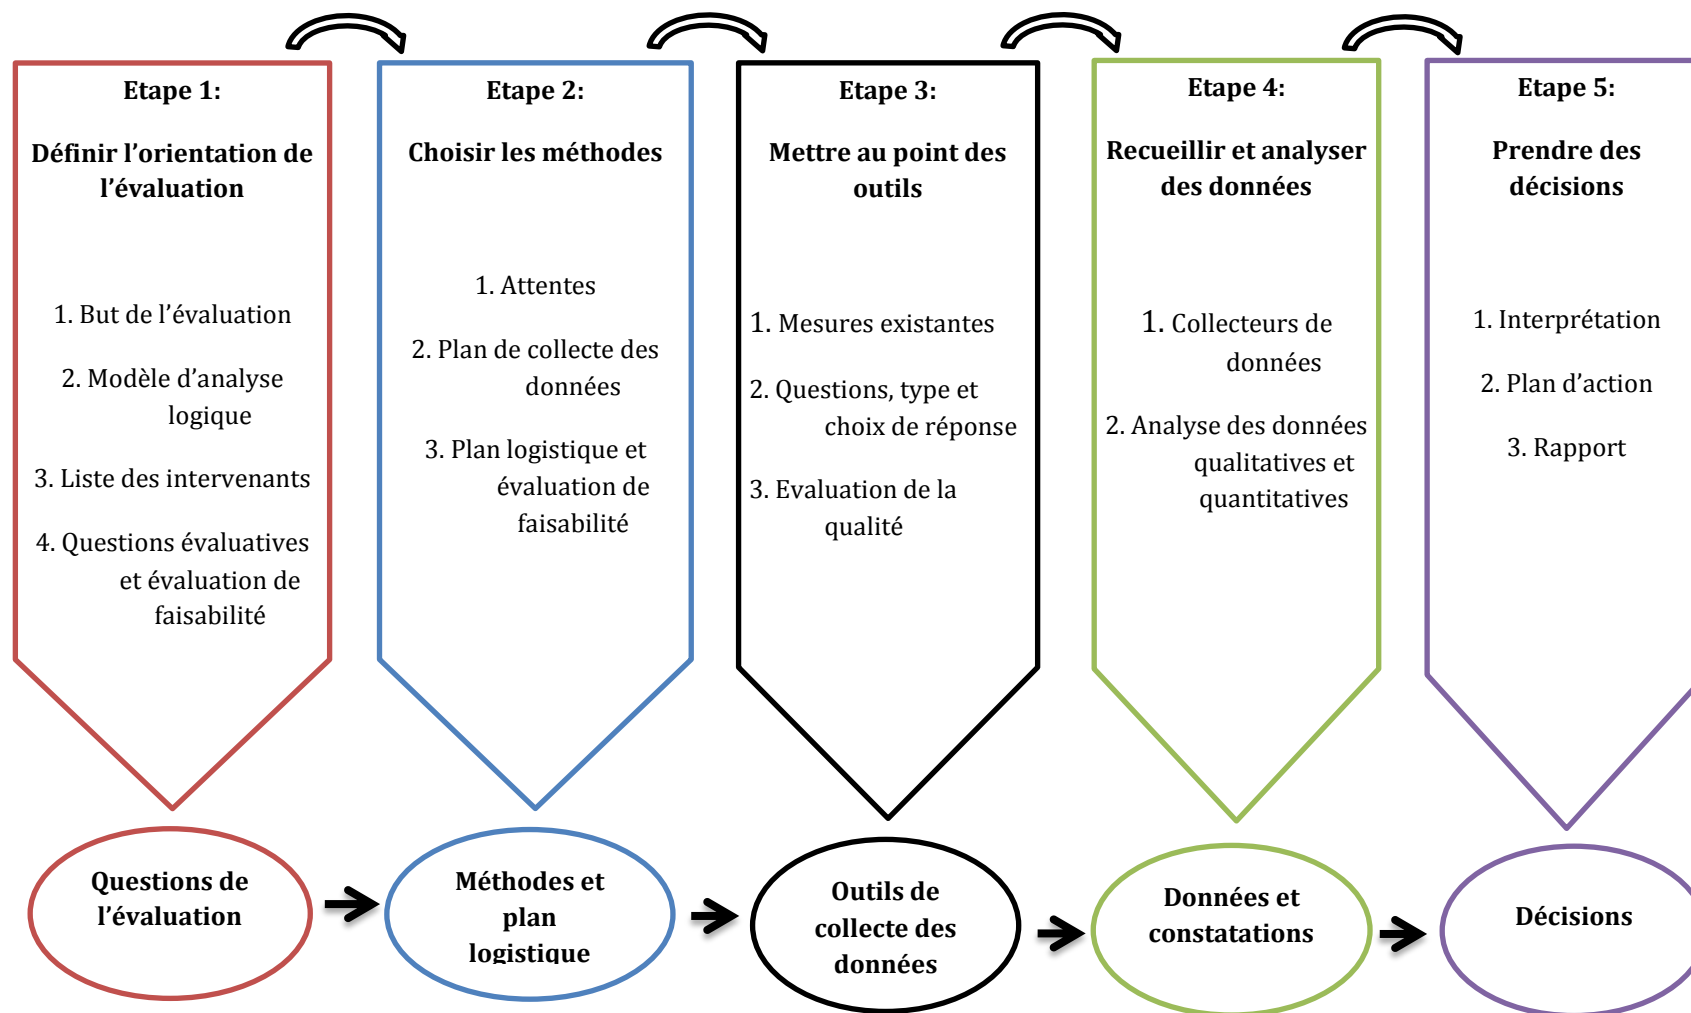 Etape 1:
Définir l’orientation de
l’évaluation
1. But de l’évaluation
2. Modèle d’analyse
logique
3. Liste des intervenants
4. Questions évaluatives
et évaluation de
faisabilité
Questions de
l’évaluation
Etape 2:
Choisir les méthodes
1. Attentes
2. Plan de collecte des
données
3. Plan logistique et
évaluation de
faisabilité
Méthodes et
plan
logistique
Etape 3:
Mettre au point des
outils
1. Mesures existantes
2. Questions, type et
choix de réponse
3. Evaluation de la
qualité
Outils de
collecte des
données
Etape 4:
Recueillir et analyser
des données
1. Collecteurs de
données
2. Analyse des données
qualitatives et
quantitatives
Données et
constatations
Etape 5:
Prendre des
décisions
1. Interprétation
2. Plan d’action
3. Rapport
Décisions